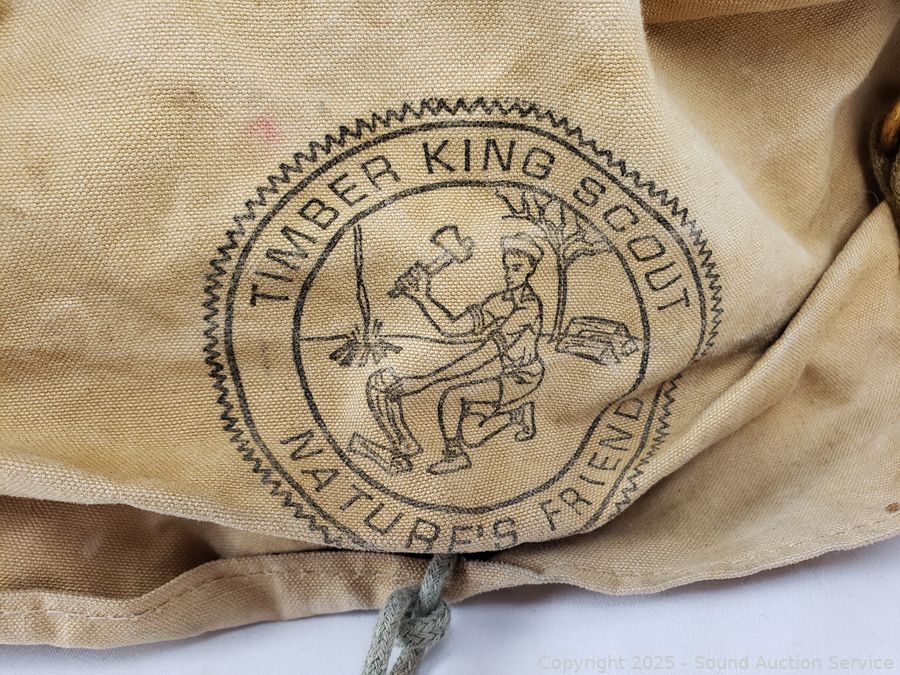 TIMBER KING SCOUT
NATURE'S FRIEND
Copyright 2025 - Sound Auction Service